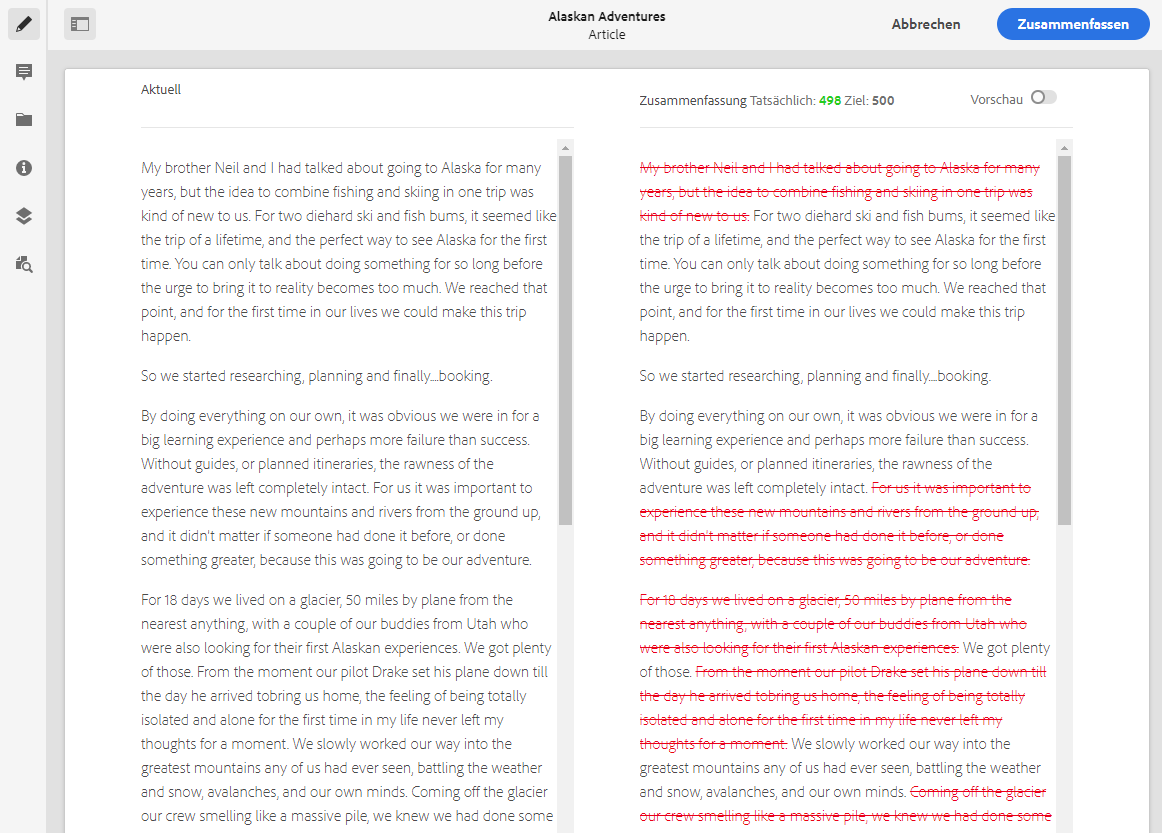 Alaskan Adventures
Article
Abbrechen
Zusammenfassen
Aktuell
My brother Neil and I had talked about going to Alaska for many
years, but the idea to combine fishing and skiing in one trip was
kind of new to us. For two diehard ski and fish bums, it seemed like
the trip of a lifetime, and the perfect way to see Alaska for the first
time. You can only talk about doing something for so long before
the urge to bring it to reality becomes too much. We reached that
point, and for the first time in our lives we could make this trip
happen.
So we started researching, planning and finally....booking.
By doing everything on our own, it was obvious we were in for a
big learning experience and perhaps more failure than success.
Without guides, or planned itineraries, the rawness of the
adventure was left completely intact. For us it was important to
experience these new mountains and rivers from the ground up,
and it didn't matter if someone had done it before, or done
something greater, because this was going to be our adventure.
For 18 days we lived on a glacier, 50 miles by plane from the
nearest anything, with a couple of our buddies from Utah who
were also looking for their first Alaskan experiences. We got plenty
of those. From the moment our pilot Drake set his plane down till
the day he arrived tobring us home, the feeling of being totally
isolated and alone for the first time in my life never left my
thoughts for a moment. We slowly worked our way into the
greatest mountains any of us had ever seen, battling the weather
and snow, avalanches, and our own minds. Coming off the glacier
our crew smelling like a massive pile, we knew we had done some
Zusammenfassung Tatsächlich: 498 Ziel: 500
Vorschau
My brother Neil and I had talked about going to Alaska for many
years, but the idea to combine fishing and skiing in one trip was
kind of new to us. For two diehard ski and fish bums, it seemed like
the trip of a lifetime, and the perfect way to see Alaska for the first
time. You can only talk about doing something for so long before
the urge to bring it to reality becomes too much. We reached that
point, and for the first time in our lives we could make this trip
happen.
So we started researching, planning and finally....booking.
By doing everything on our own, it was obvious we were in for a
big learning experience and perhaps more failure than success.
Without guides, or planned itineraries, the rawness of the
adventure was left completely intact. For us it was important to
experience these new mountains and rivers from the ground up,
and it didn't matter if someone had done it before, or done
something greater, because this was going to be our adventure.
For 18 days we lived on a glacier, 50 miles by plane from the
nearest anything, with a couple of our buddies from Utah who
were also looking for their first Alaskan experiences. We got plenty
of those. From the moment our pilot Drake set his plane down till
the day he arrived tobring us home, the feeling of being totally
isolated and alone for the first time in my life never left my
thoughts for a moment. We slowly worked our way into the
greatest mountains any of us had ever seen, battling the weather
and snow, avalanches, and our own minds. Coming off the glacier
our crew smelling like a massive pile, we knew we had done some